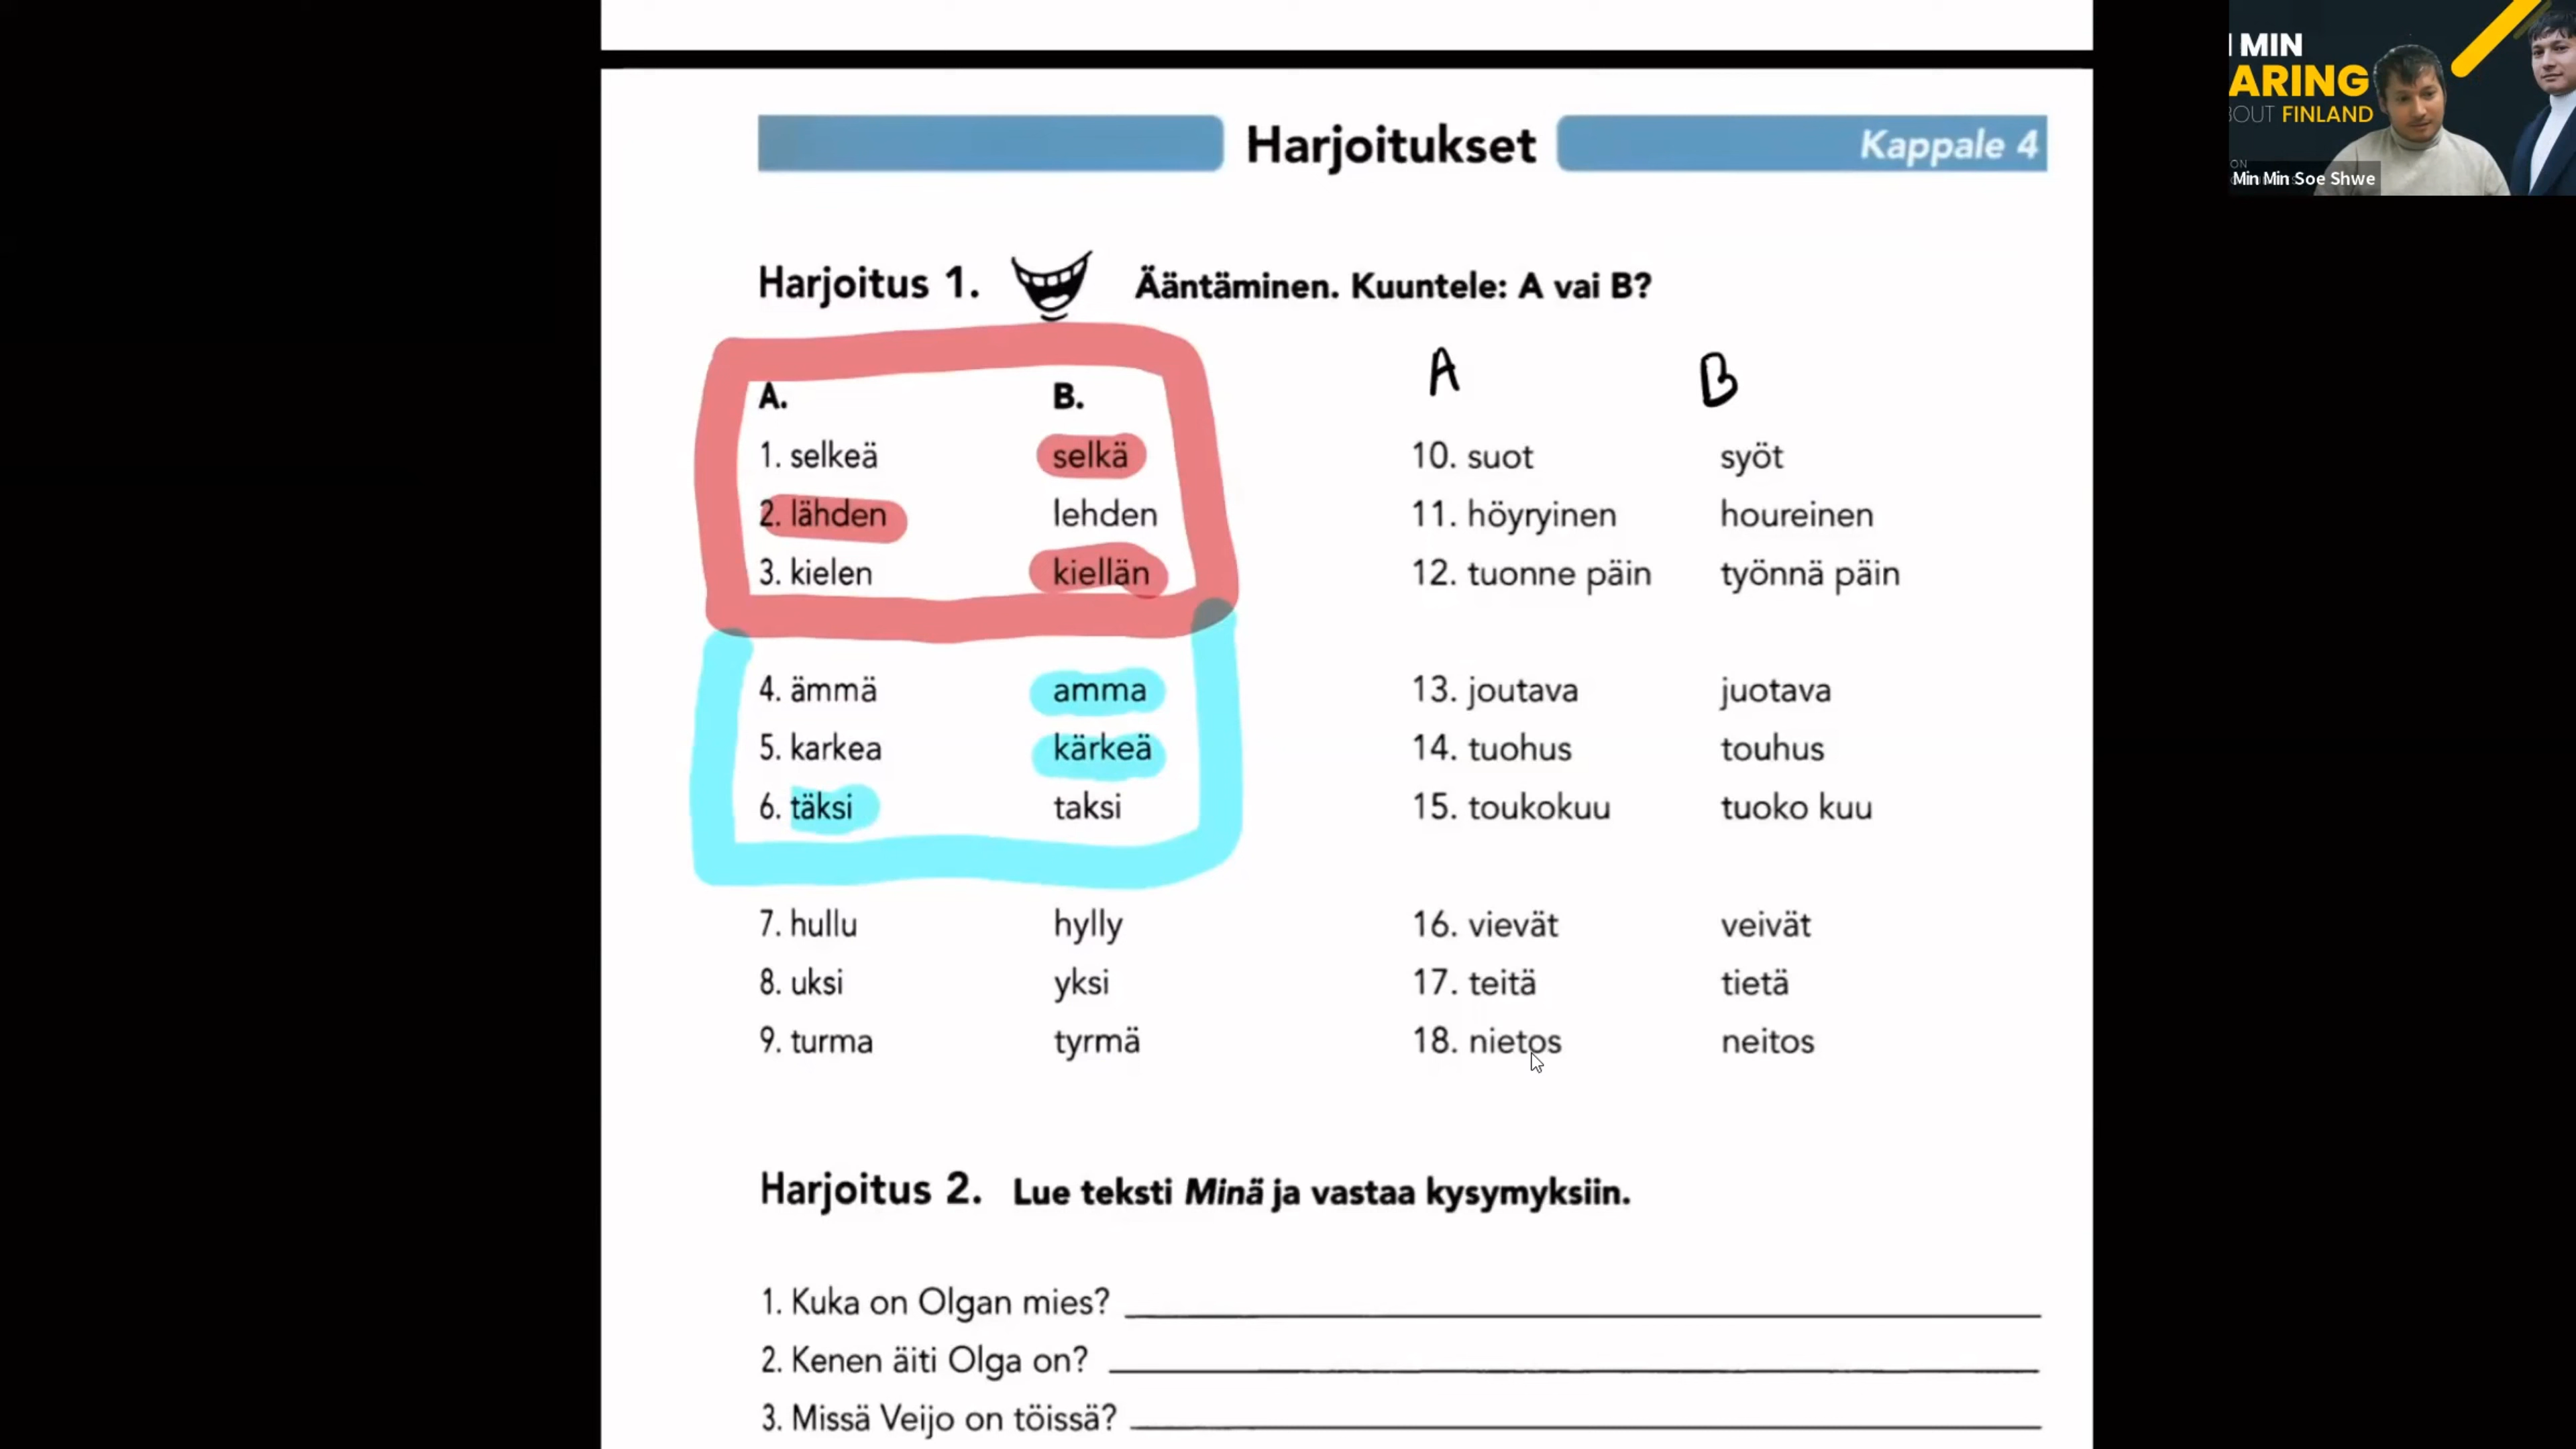 Harjoitukset
Kappale 4
Harjoitus 1. Ääntäminen. Kuuntele: A vai B?
A. B.
1. selkeä selkä
2. lähden lehden
3. kielen kiellän
4. ämmä amma
5. karkea kärkeä
6. täksi taksi
7. hullu hylly
8. uksi yksi
9. turma tyrmä
A B
10. suot syöt
11. höyryinen houreinen
12. tuonne päin työnnä päin
13. joutava juotava
14. tuohus touhus
15. toukokuu tuoko kuu
16. vievät veivät
17. teitä tietä
18. nietos neitos
Harjoitus 2. Lue teksti Minä ja vastaa kysymyksiin.
1. Kuka on Olgan mies?
2. Kenen äiti Olga on?
3. Missä Veijo on töissä?
MIN
ARING
BOUT FINLAND
ON
Min Min Soe Shwe